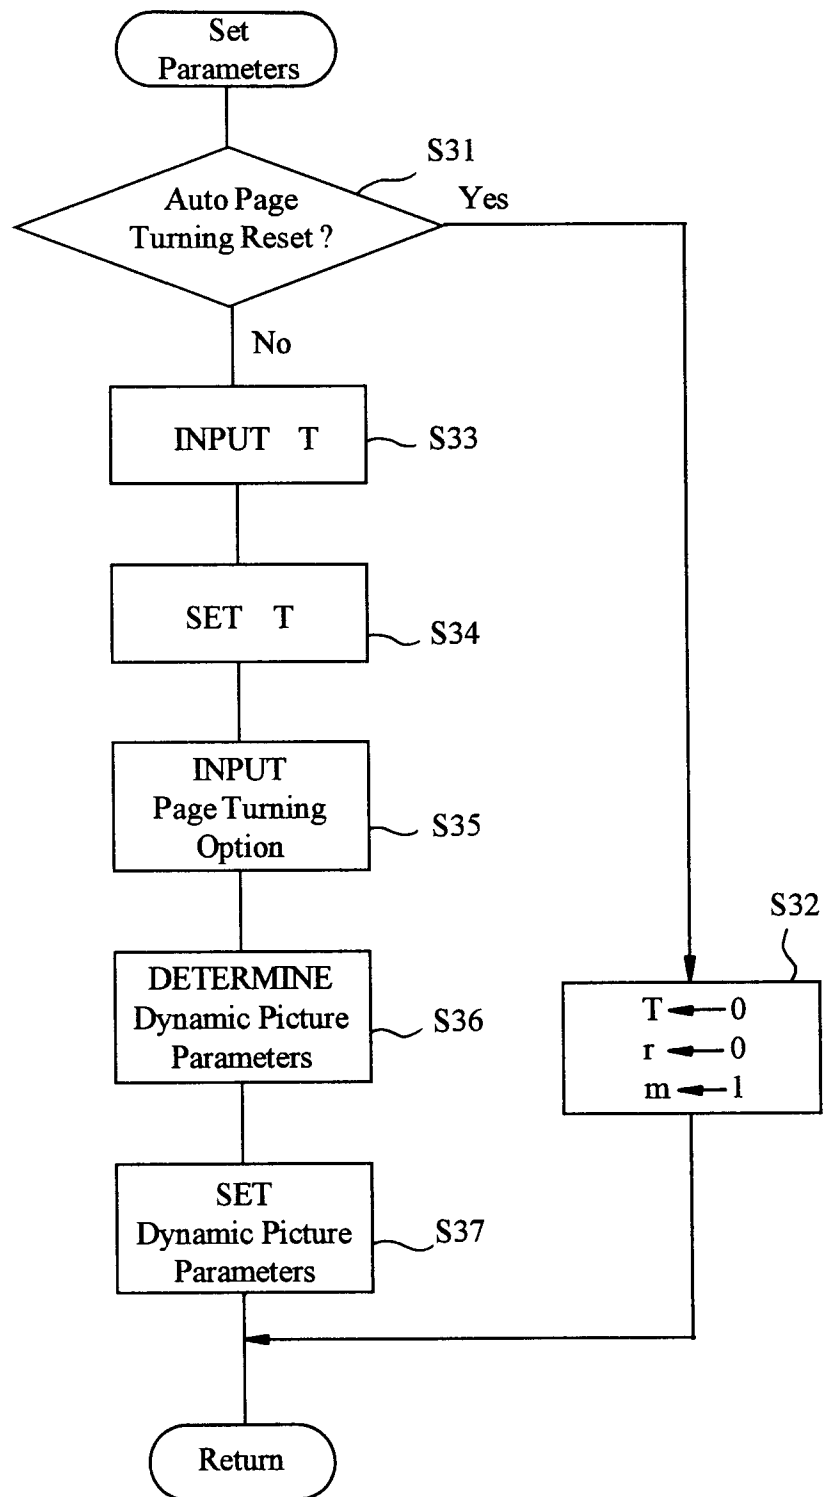 Set
Parameters
S31
Auto Page
Turning Reset ?
Yes
No
INPUT T
S33
SET T
S34
INPUT
Page Turning
Option
S35
S32
DETERMINE
Dynamic Picture
Parameters
S36
T ← 0
r ← 0
m ← 1
SET
Dynamic Picture
Parameters
S37
Return